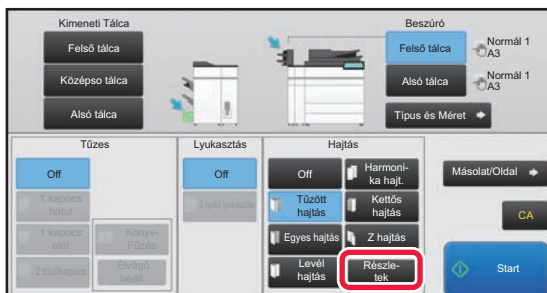 Kimeneti Tálca
Beszúró
Felső tálca
Középso tálca
Alsó tálca
Felső tálca
Normál 1
A3
Alsó tálca
Normál 1
A3
Típus és Méret
Tűzes
Lyukasztás
Hajtás
Off
1 kapocs
hátul
1 kapocs
elöl
2 tűzőkapocs
Könyv-
Fűzés
Élvágó
beáll.
Off
2-lyukú lyukasztás
Off
Harmoni-
ka hajt.
Tűzött
hajtás
Kettős
hajtás
Egyes hajtás
Z hajtás
Levél
hajtás
Részle-
tek
Másolat/Oldal
CA
Start